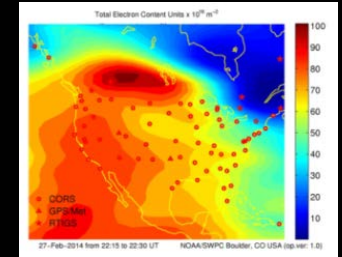 Total Electron Content Units x 10¹⁶ m⁻²
100
90
80
70
60
50
40
30
20
10
CORS
GPS/Met
RTIGS
27-Feb-2014 from 22:15 to 22:30 UT NOAA/SWPC Boulder, CO USA (op.ver: 1.0)